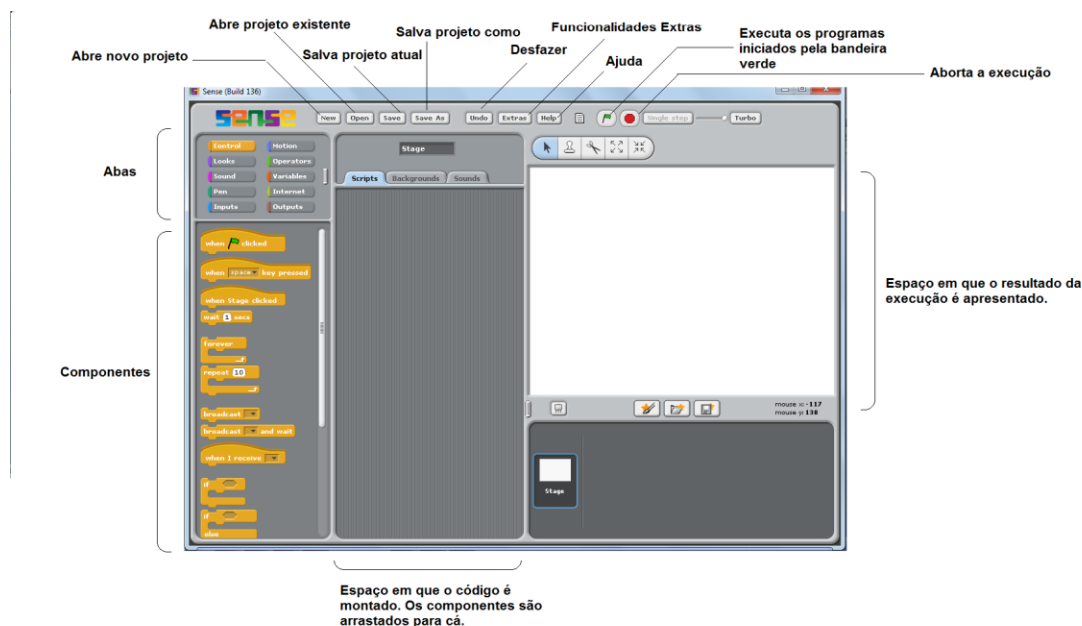 Abre projeto existente
Salva projeto como
Funcionalidades Extras
Executa os programas
iniciados pela bandeira
verde
Abre novo projeto
Salva projeto atual
Desfazer
Ajuda
Aborta a execução
Sense (Build 136)
sense
New
Open
Save
Save As
Undo
Extras
Help
Single step
Turbo
Abas
Control
Motion
Looks
Operators
Sound
Variables
Pen
Internet
Inputs
Outputs
Stage
Scripts
Backgrounds
Sounds
Componentes
when clicked
when space key pressed
when Stage clicked
wait 1 secs
forever
repeat 10
broadcast
broadcast and wait
when I receive
if
if
else
Espaço em que o resultado da
execução é apresentado.
mouse x: -117
mouse y: 138
Stage
Espaço em que o código é
montado. Os componentes são
arrastados para cá.